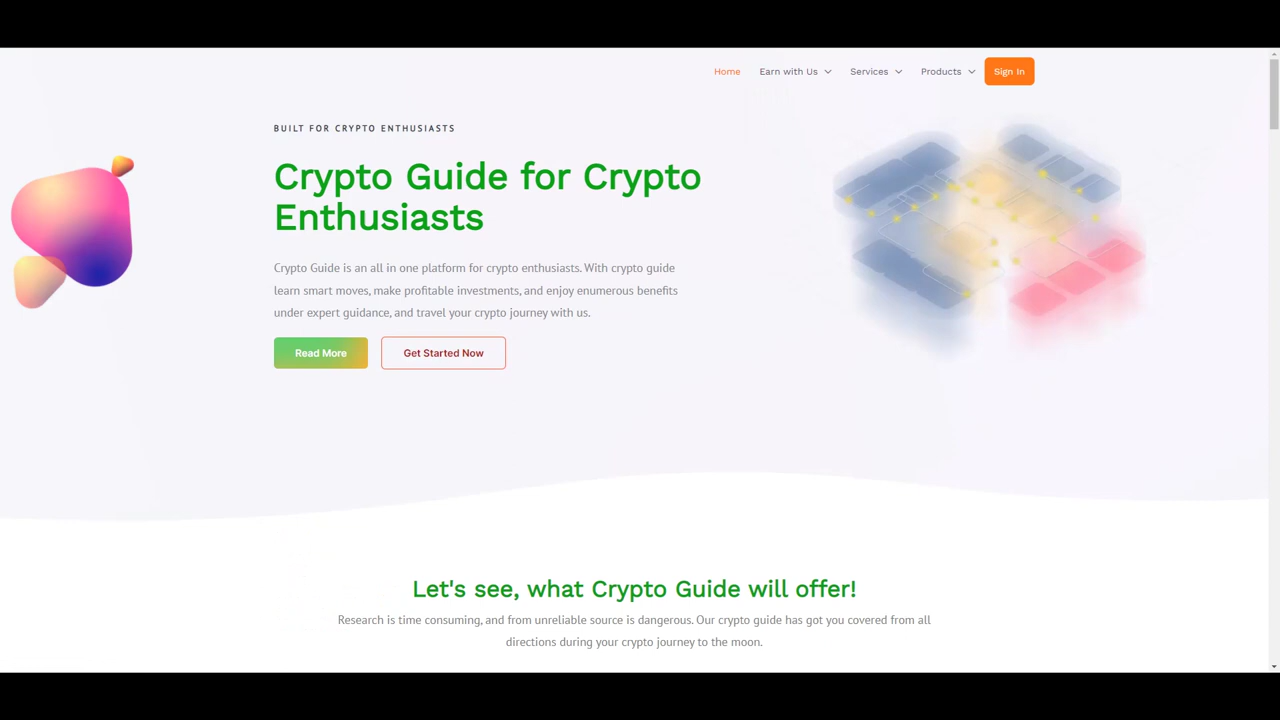 Home Earn with Us Services Products Sign In
BUILT FOR CRYPTO ENTHUSIASTS
Crypto Guide for Crypto
Enthusiasts
Crypto Guide is an all in one platform for crypto enthusiasts. With crypto guide
learn smart moves, make profitable investments, and enjoy enumerous benefits
under expert guidance, and travel your crypto journey with us.
Read More Get Started Now
Let's see, what Crypto Guide will offer!
Research is time consuming, and from unreliable source is dangerous. Our crypto guide has got you covered from all
directions during your crypto journey to the moon.